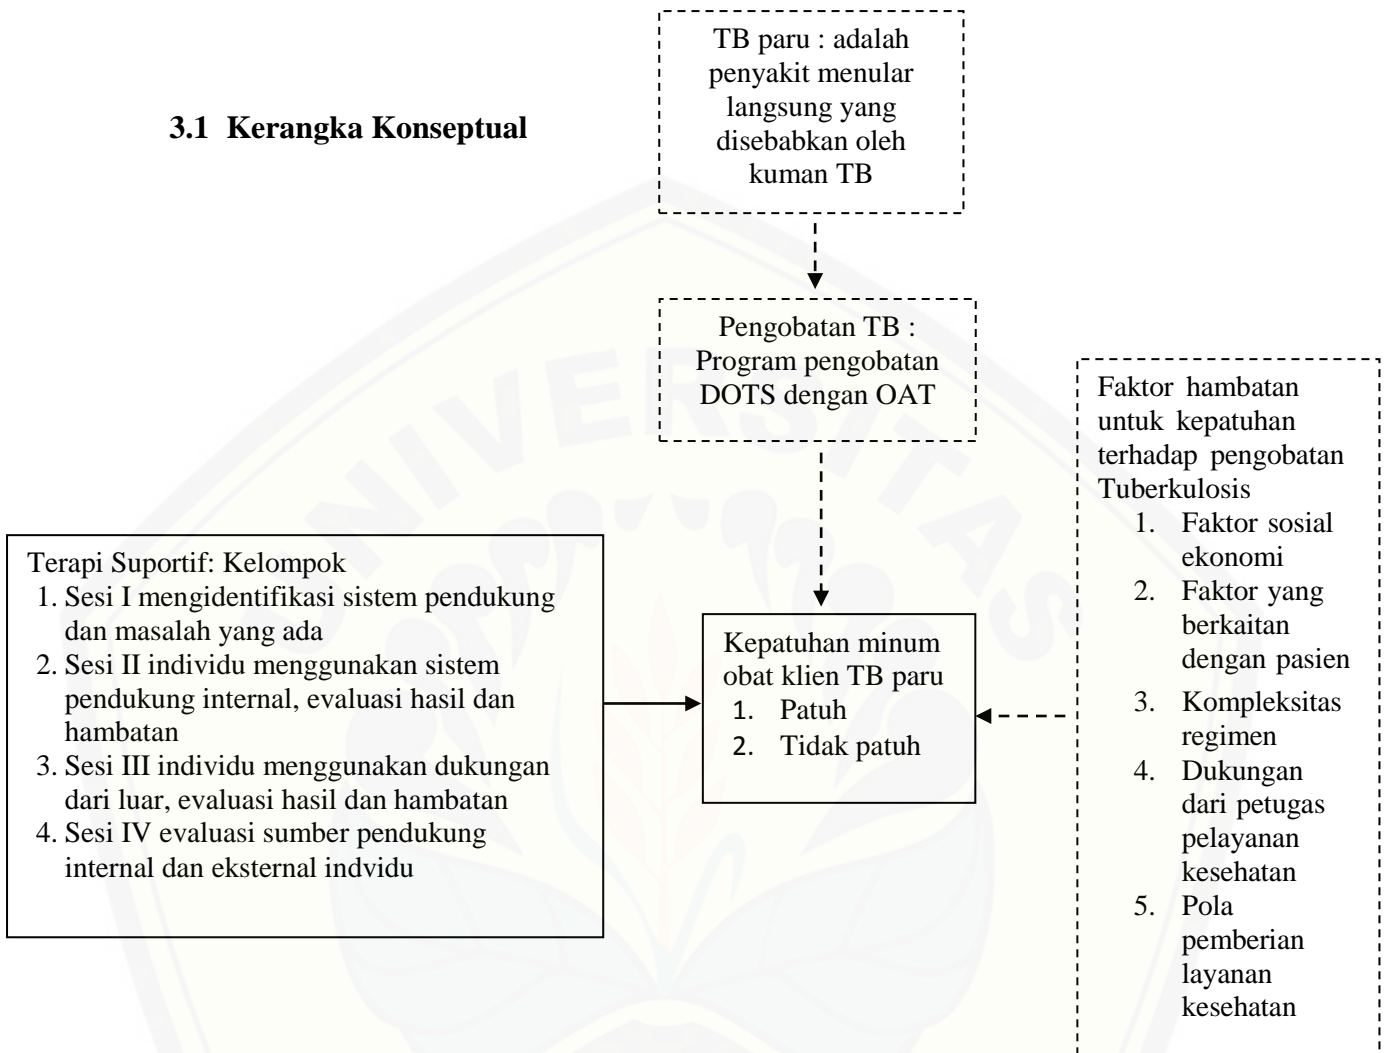 TB paru : adalah
penyakit menular
langsung yang
disebabkan oleh
kuman TB
3.1 Kerangka Konseptual
Pengobatan TB :
Program pengobatan
DOTS dengan OAT
Faktor hambatan
untuk kepatuhan
terhadap pengobatan
Tuberkulosis
1. Faktor sosial
ekonomi
2. Faktor yang
berkaitan
dengan pasien
3. Kompleksitas
regimen
4. Dukungan
dari petugas
pelayanan
kesehatan
5. Pola
pemberian
layanan
kesehatan
Terapi Suportif: Kelompok
1. Sesi I mengidentifikasi sistem pendukung
dan masalah yang ada
2. Sesi II individu menggunakan sistem
pendukung internal, evaluasi hasil dan
hambatan
3. Sesi III individu menggunakan dukungan
dari luar, evaluasi hasil dan hambatan
4. Sesi IV evaluasi sumber pendukung
internal dan eksternal indvidu
Kepatuhan minum
obat klien TB paru
1. Patuh
2. Tidak patuh
UNIVERSITAS